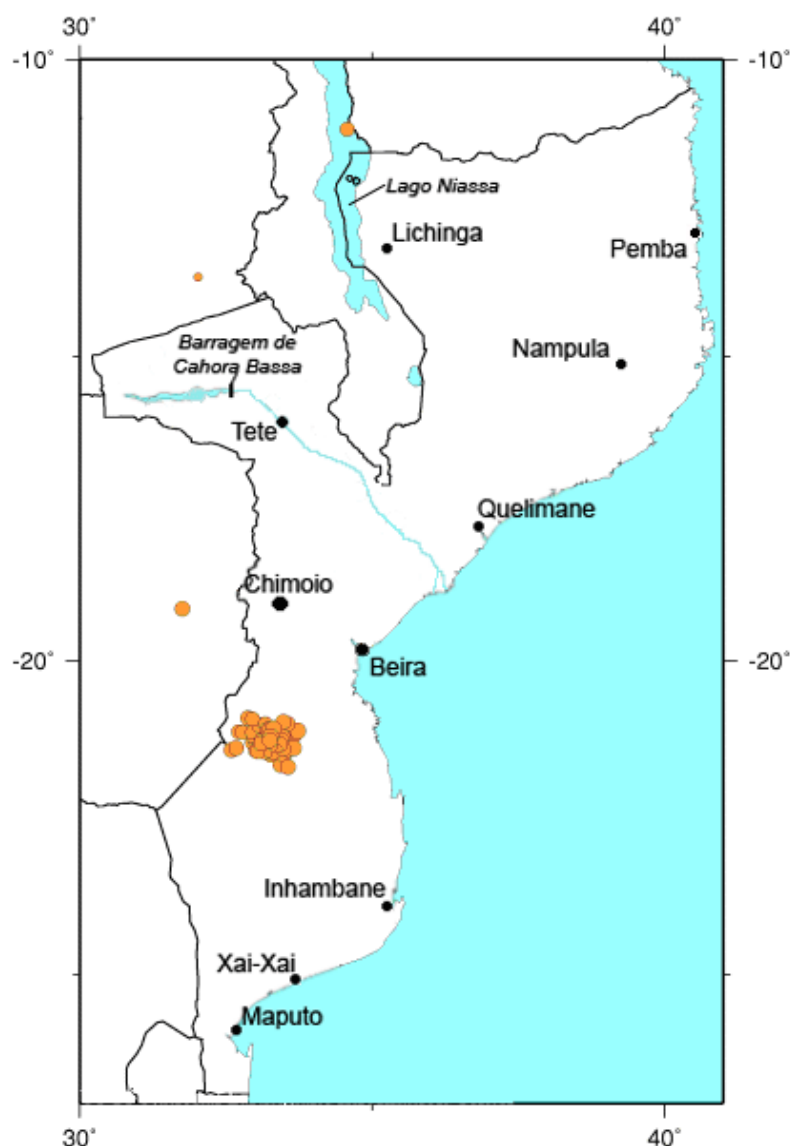 30˚
40˚
-10˚
-10˚
Lago Niassa
Lichinga
Pemba
Barragem de
Cahora Bassa
Nampula
Tete
Quelimane
Chimoio
-20˚
-20˚
Beira
Inhambane
Xai-Xai
Maputo
30˚
40˚